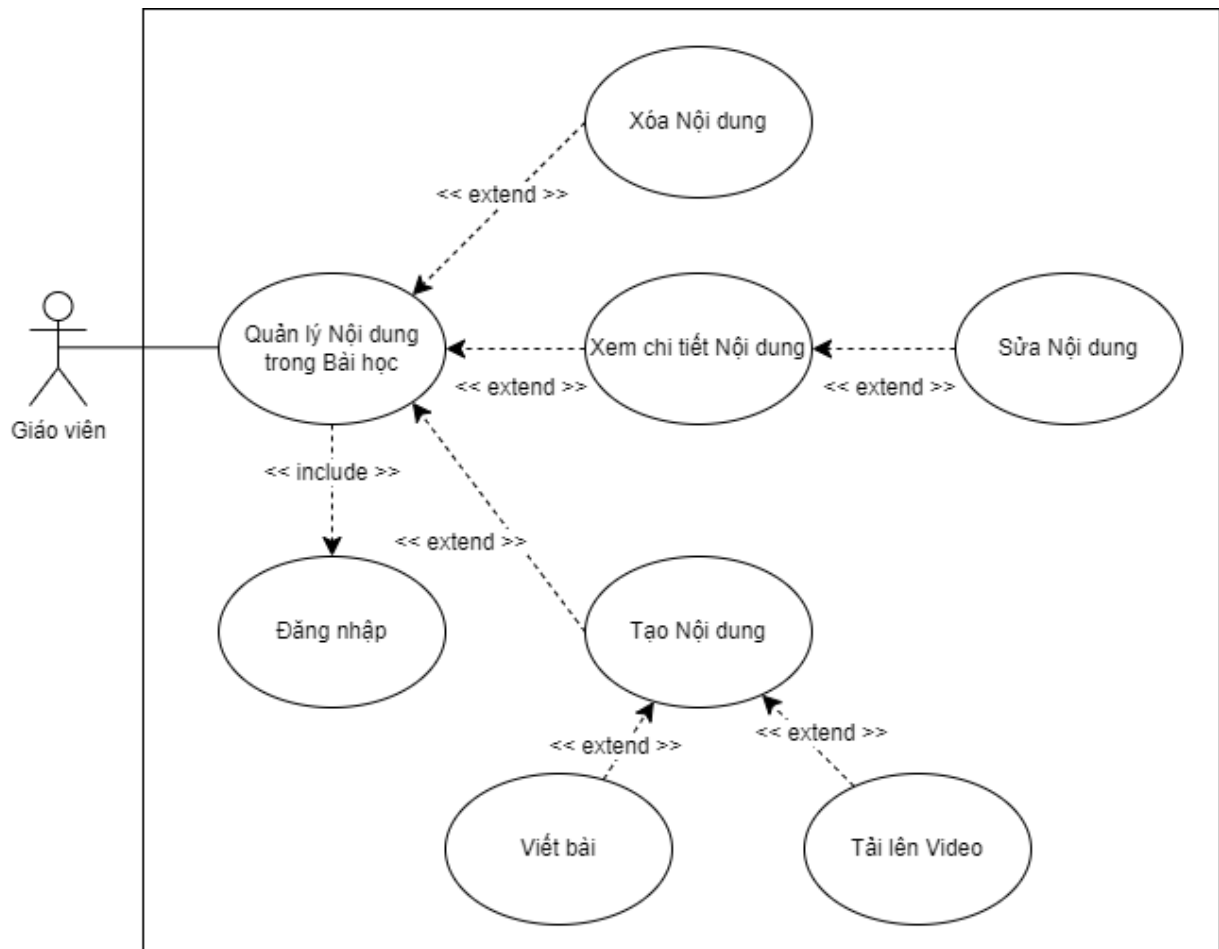 Xóa Nội dung
<< extend >>
Quản lý Nội dung
trong Bài học
Xem chi tiết Nội dung
Sửa Nội dung
<< extend >>
<< extend >>
Giáo viên
<< include >>
<< extend >>
Đăng nhập
Tạo Nội dung
<< extend >>
<< extend >>
Viết bài
Tải lên Video